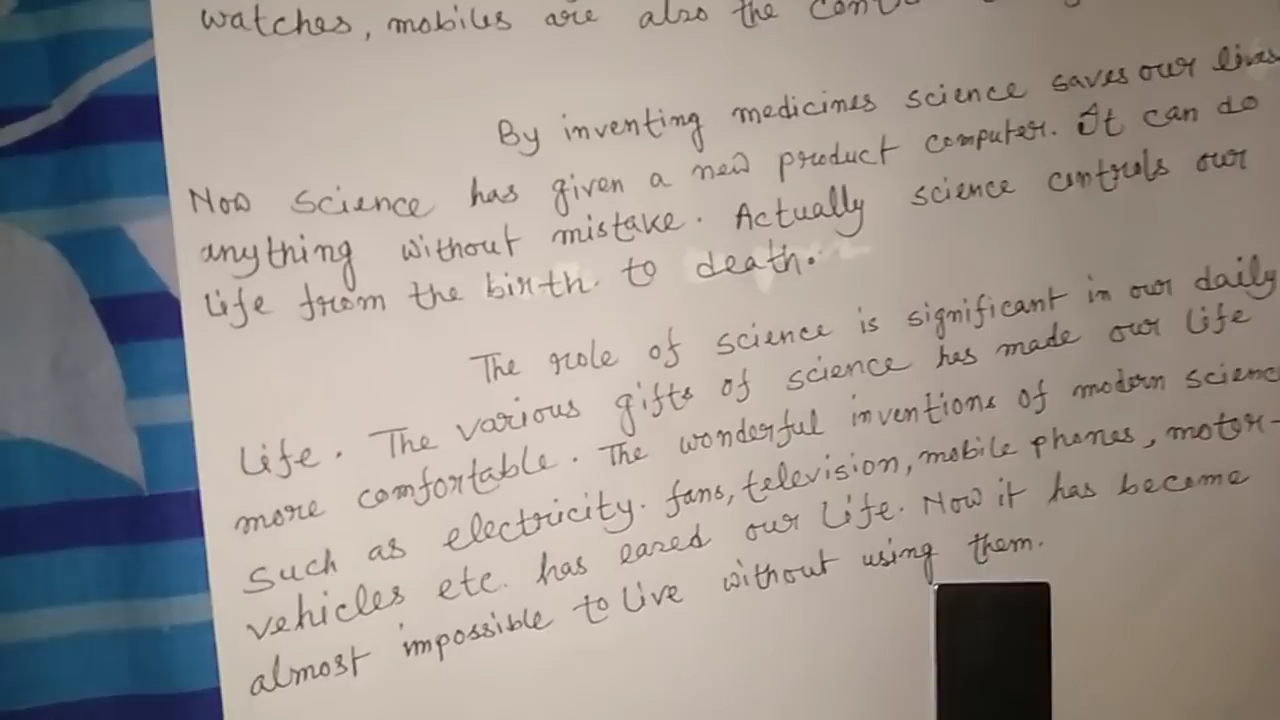 watches, mobiles are also the
By inventing medicines science saves our lives
Now science has given a new product computer. It can do
anything without mistake. Actually science controls our
life from the birth to death.
The role of science is significant in our daily
life. The various gifts of science has made our life
more comfortable. The wonderful inventions of modern scienc
such as electricity. fans, television, mobile phones, motor-
vehicles etc. has eazed our life. Now it has become
almost impossible to live without using them.